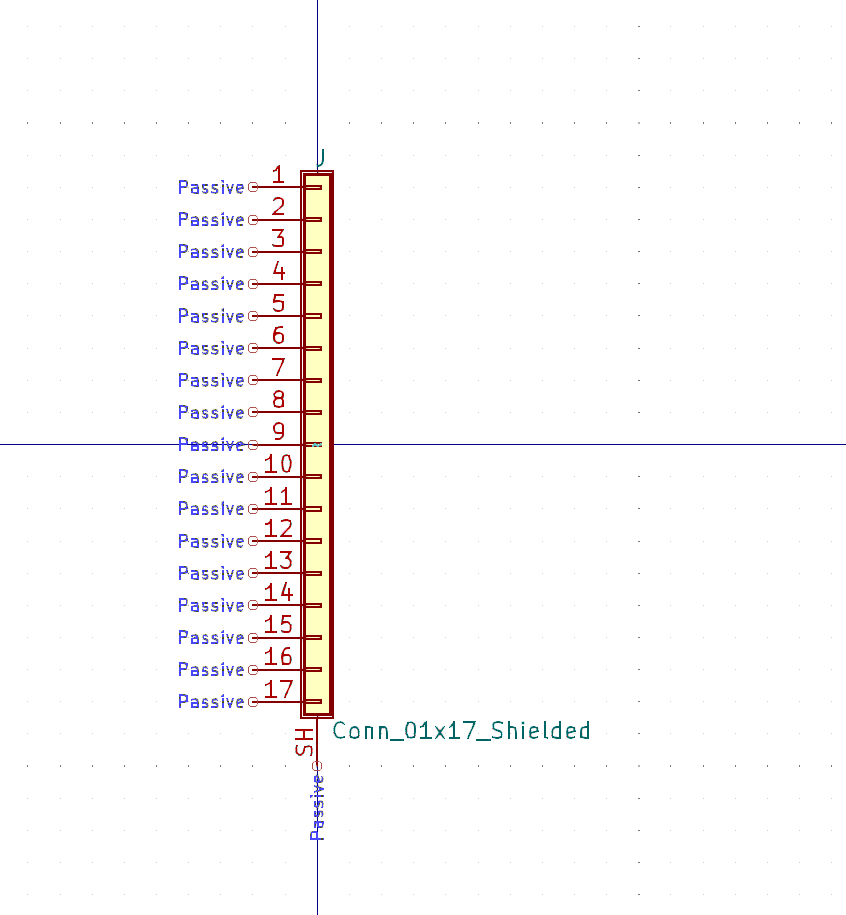 J
Passive 1
Passive 2
Passive 3
Passive 4
Passive 5
Passive 6
Passive 7
Passive 8
Passive 9
Passive 10
Passive 11
Passive 12
Passive 13
Passive 14
Passive 15
Passive 16
Passive 17
SH
Conn_01x17_Shielded
Passive